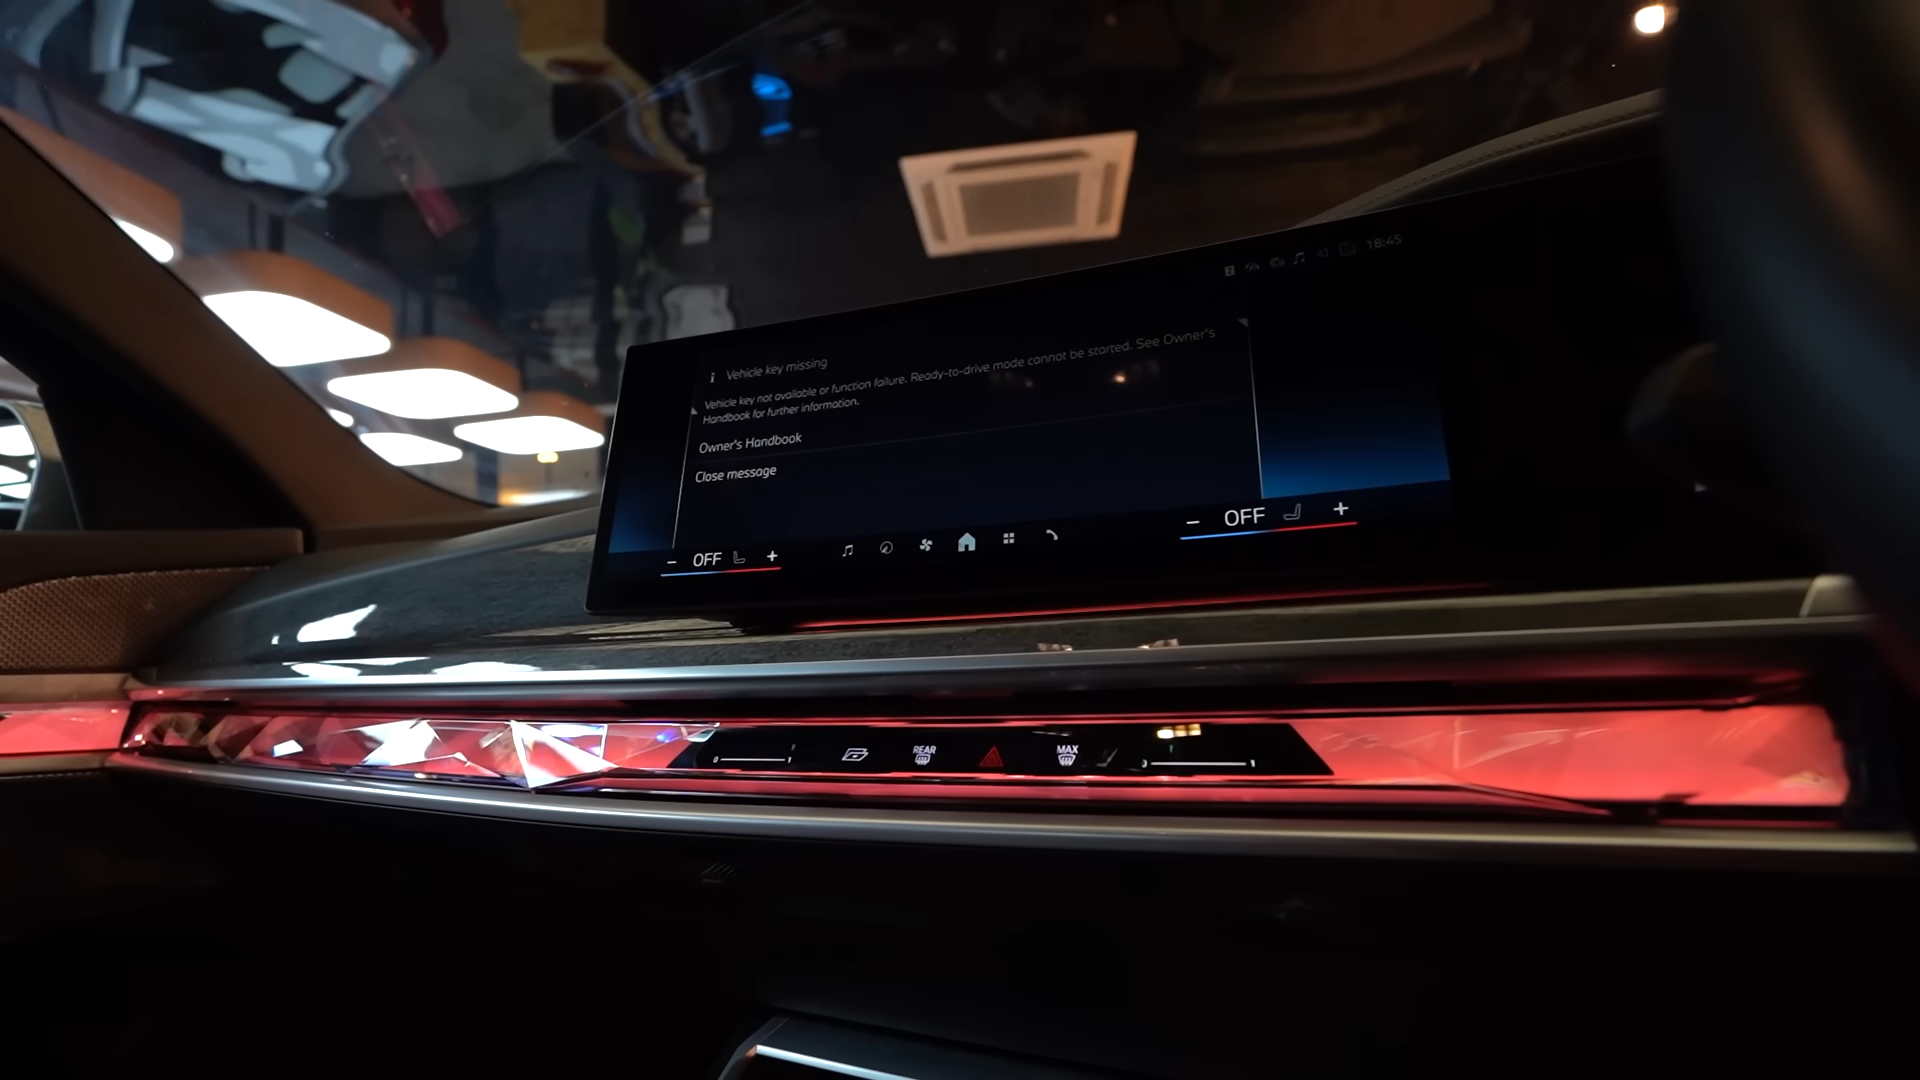 18:45
Vehicle key missing
Vehicle key not available or function failure. Ready-to-drive mode cannot be started. See Owner's
Handbook for further information.
Owner's Handbook
Close message
− OFF +
− OFF +
REAR
MAX